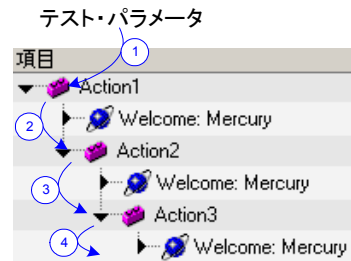 テスト・パラメータ
1
項目
Action1
2
Welcome: Mercury
Action2
3
Welcome: Mercury
Action3
4
Welcome: Mercury